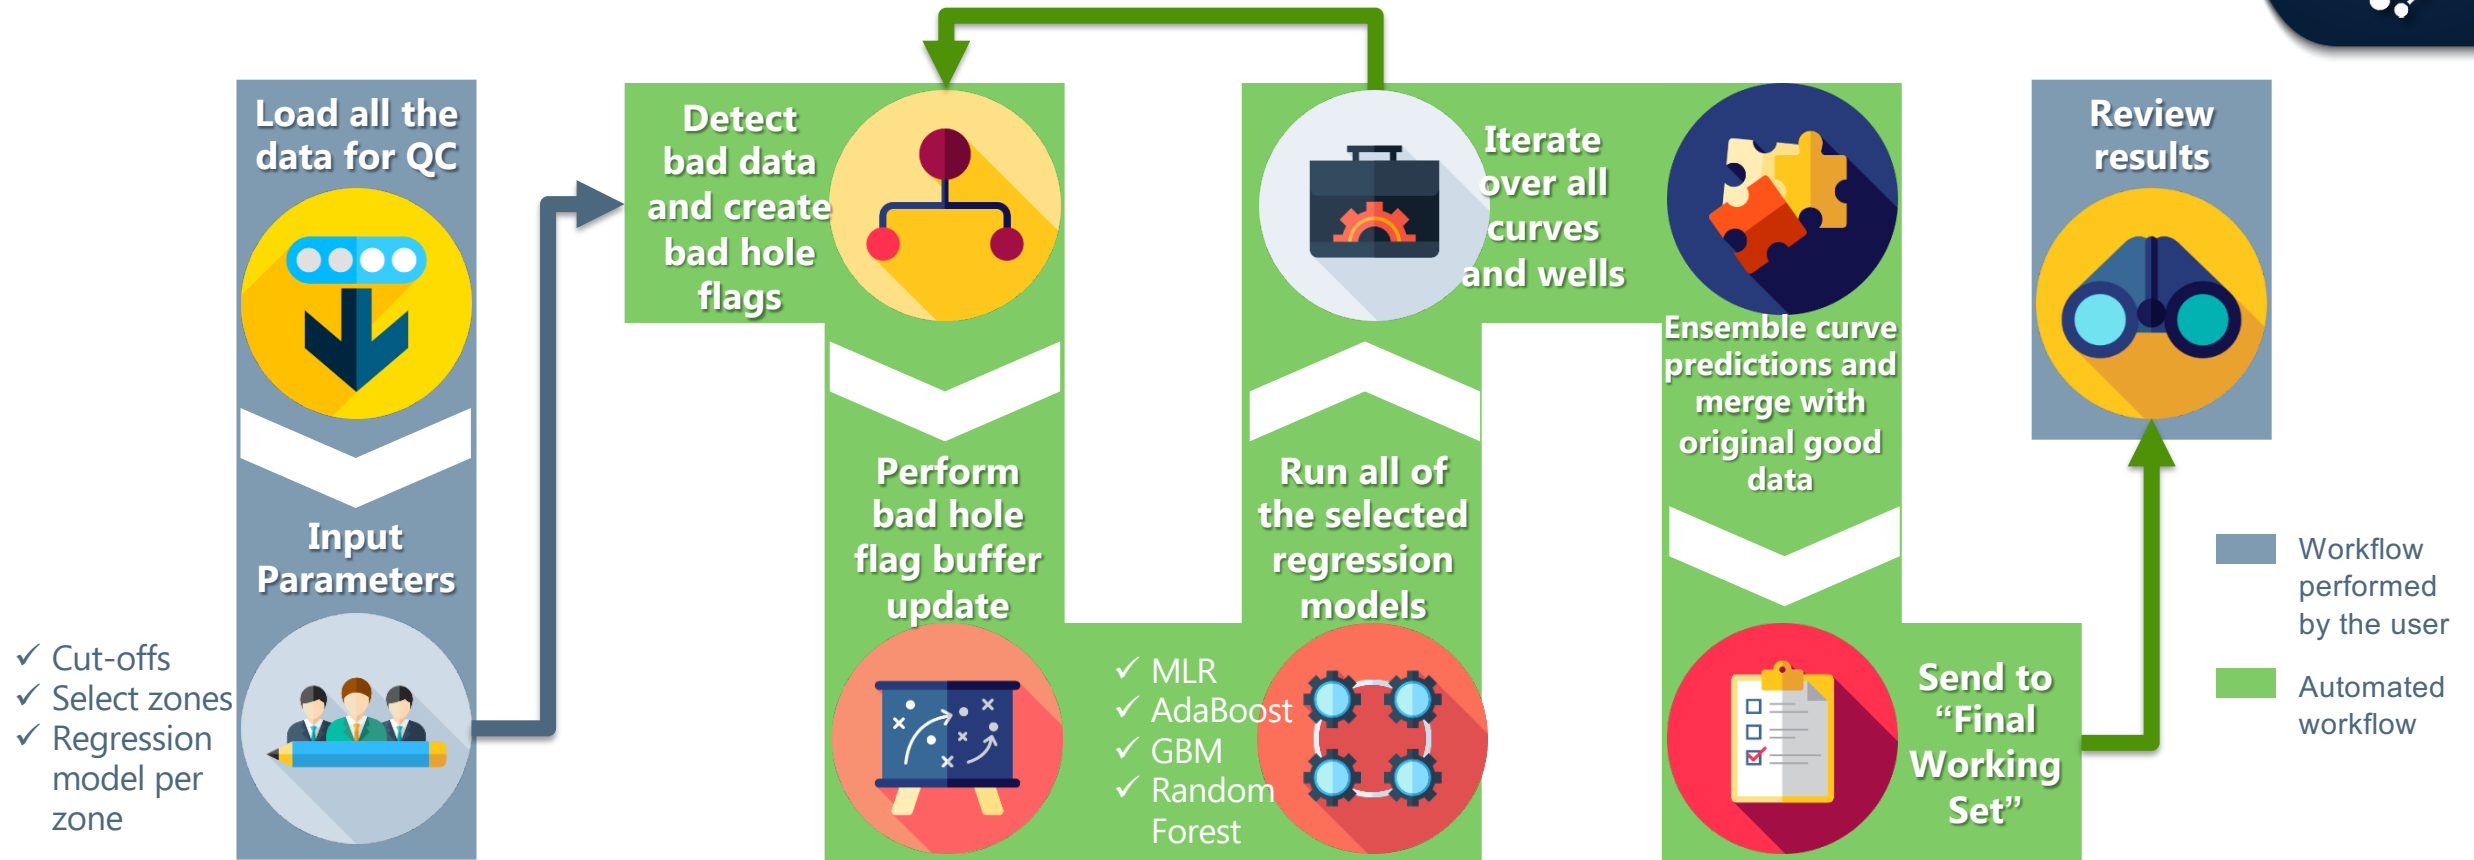 Load all the
data for QC
Input
Parameters
✓ Cut-offs
✓ Select zones
✓ Regression
model per
zone
Detect
bad data
and create
bad hole
flags
Perform
bad hole
flag buffer
update
✓ MLR
✓ AdaBoost
✓ GBM
✓ Random
Forest
Run all of
the selected
regression
models
Iterate
over all
curves
and wells
Ensemble curve
predictions and
merge with
original good
data
Send to
“Final
Working
Set”
Review
results
Workflow
performed
by the user
Automated
workflow